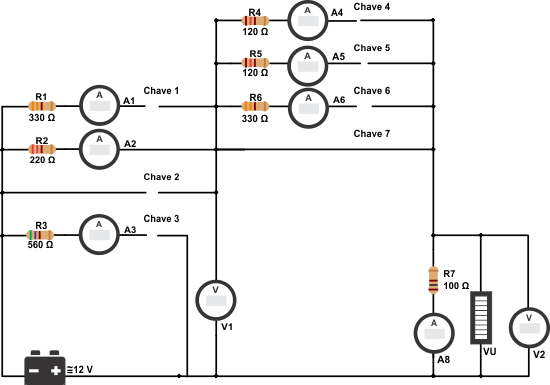 R4 A A4 Chave 4
120 Ω
R5 A A5 Chave 5
120 Ω
R6 A A6 Chave 6
330 Ω
R1 A A1 Chave 1
330 Ω
R2 A A2 Chave 7
220 Ω
Chave 2
R3 A A3 Chave 3
560 Ω
V V1
R7
100 Ω
A A8
VU
V V2
- + ≅12 V